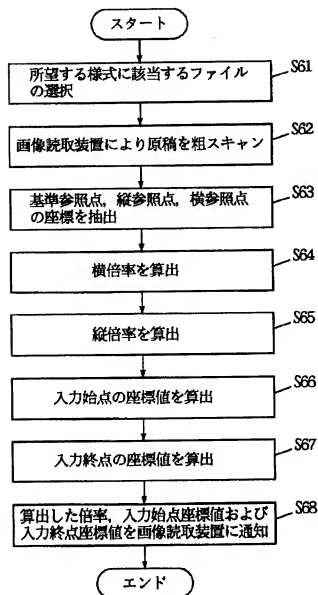 スタート
所望する様式に該当するファイル
の選択
S61
画像読取装置により原稿を粗スキャン
S62
基準参照点，縦参照点，横参照点
の座標を抽出
S63
横倍率を算出
S64
縦倍率を算出
S65
入力始点の座標値を算出
S66
入力終点の座標値を算出
S67
算出した倍率，入力始点座標値および
入力終点座標値を画像読取装置に通知
S68
エンド